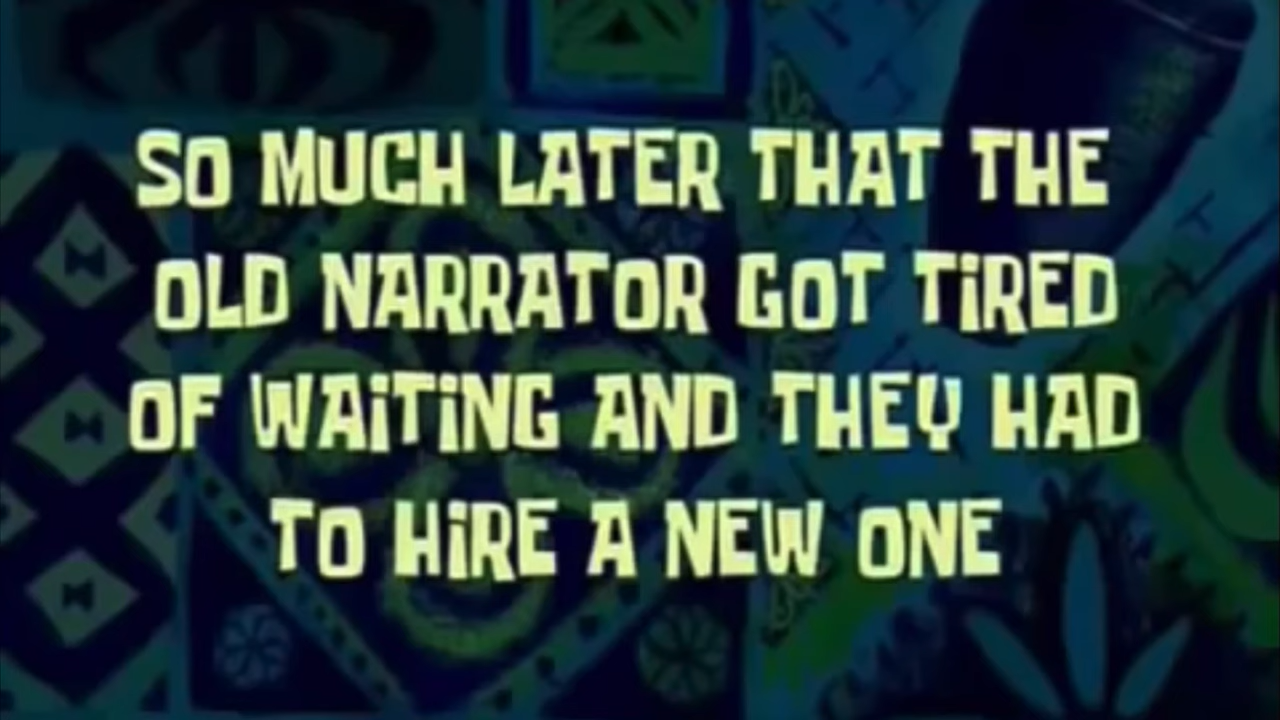 SO MUCH LATER THAT THE
OLD NARRATOR GOT TIRED
OF WAITING AND THEY HAD
TO HIRE A NEW ONE